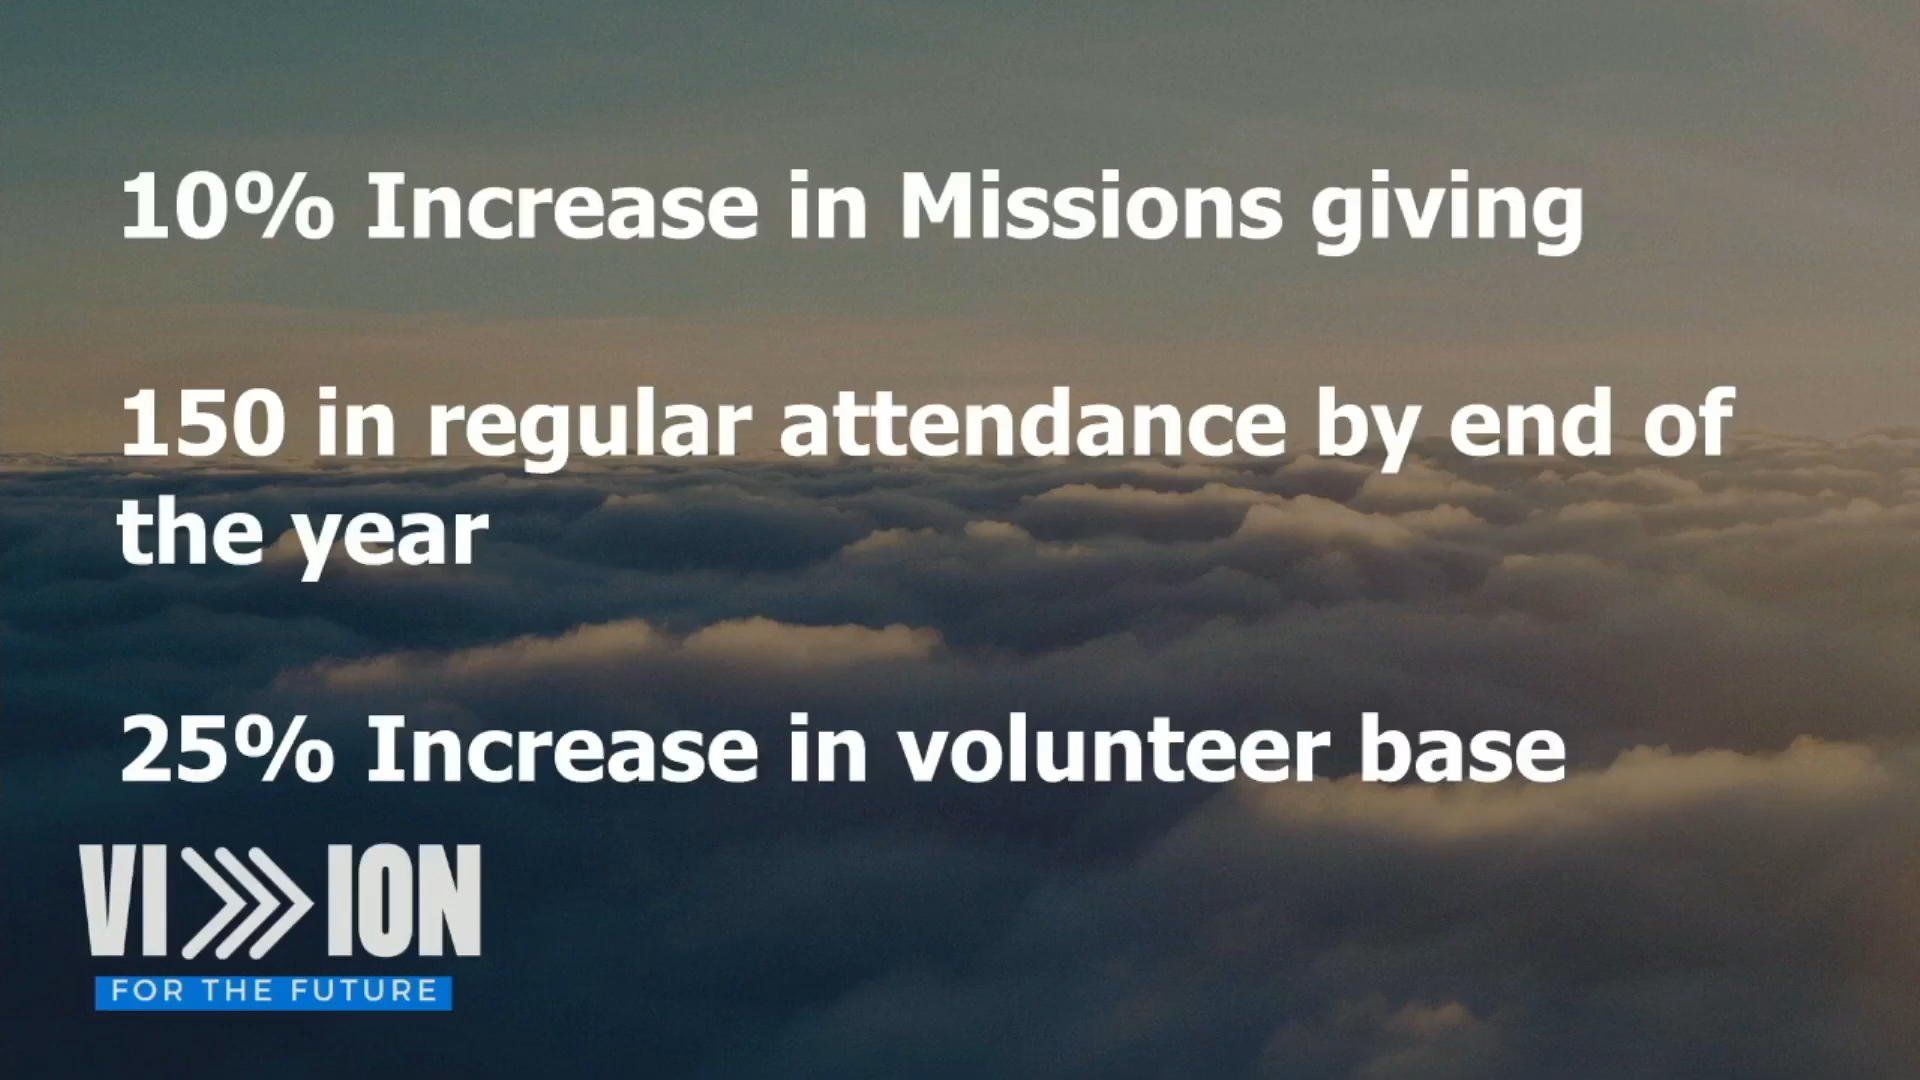 10% Increase in Missions giving
150 in regular attendance by end of
the year
25% Increase in volunteer base
VI ION
FOR THE FUTURE